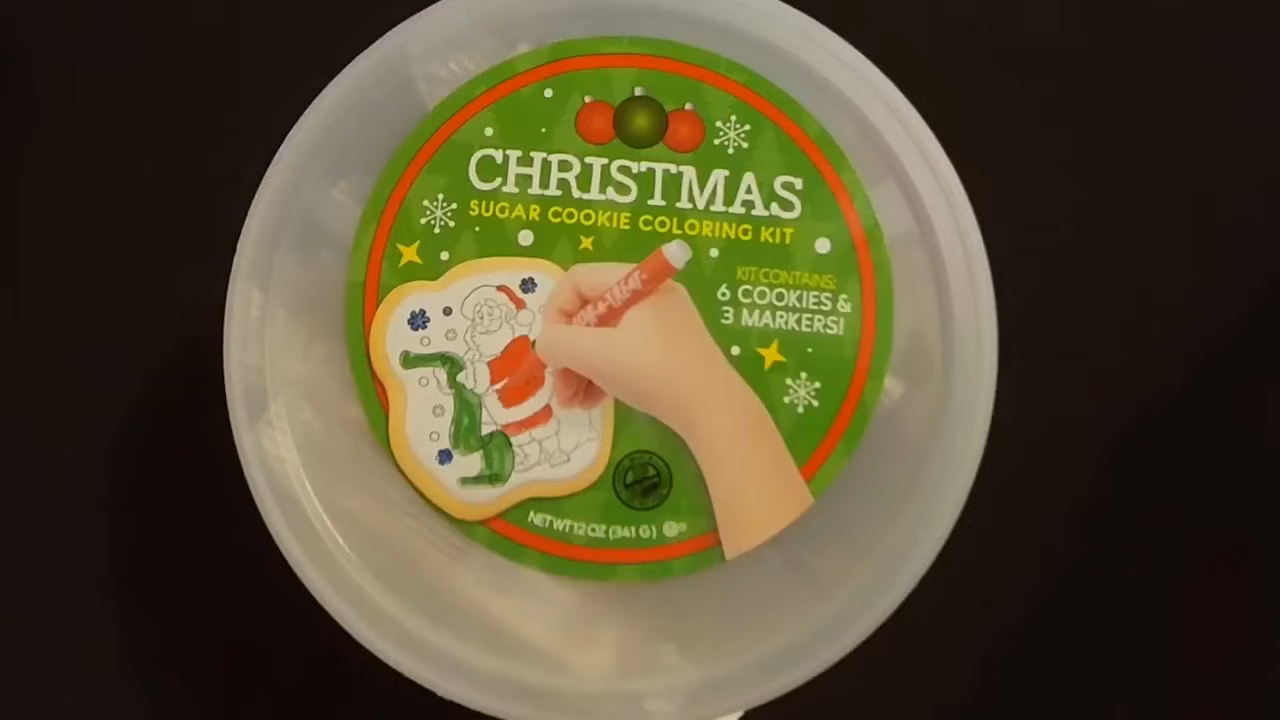 CHRISTMAS
SUGAR COOKIE COLORING KIT
KIT CONTAINS:
6 COOKIES &
3 MARKERS!
NET WT 12 OZ (341 G)